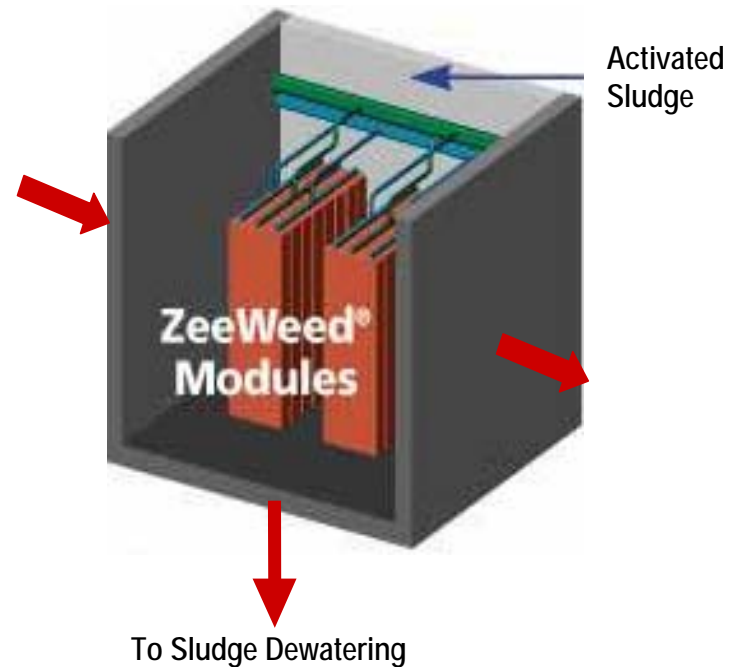 Activated
Sludge
ZeeWeed®
Modules
To Sludge Dewatering